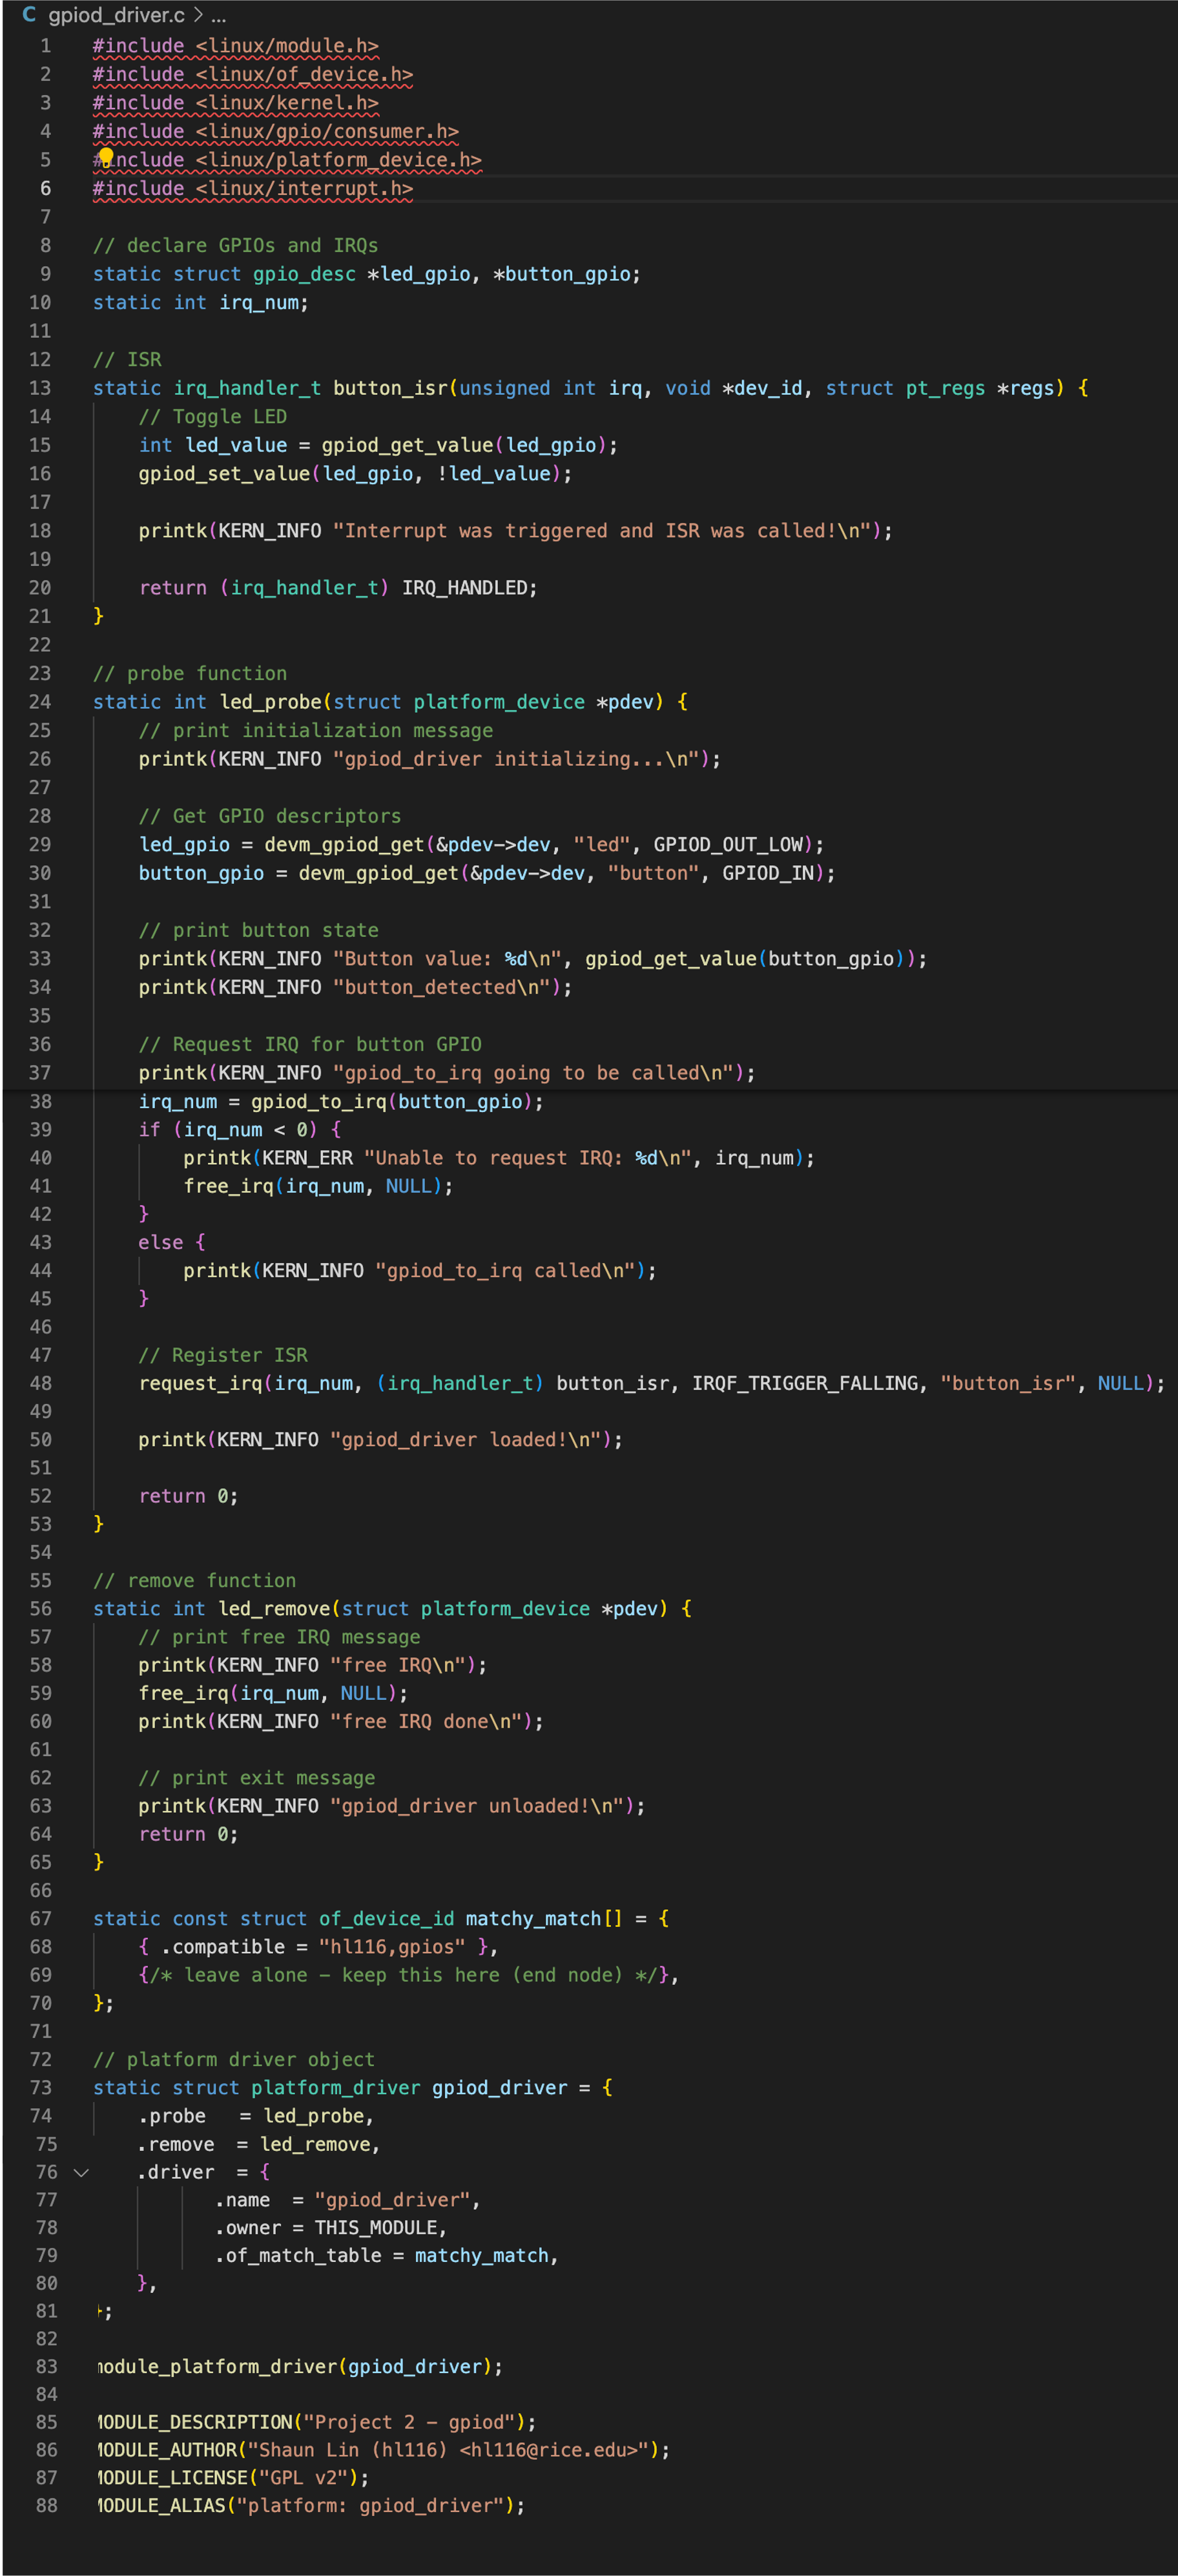 C gpiod_driver.c > ...
1 #include <linux/module.h>
2 #include <linux/of_device.h>
3 #include <linux/kernel.h>
4 #include <linux/gpio/consumer.h>
5 #include <linux/platform_device.h>
6 #include <linux/interrupt.h>
7
8 // declare GPIOs and IRQs
9 static struct gpio_desc *led_gpio, *button_gpio;
10 static int irq_num;
11
12 // ISR
13 static irq_handler_t button_isr(unsigned int irq, void *dev_id, struct pt_regs *regs) {
14     // Toggle LED
15     int led_value = gpiod_get_value(led_gpio);
16     gpiod_set_value(led_gpio, !led_value);
17
18     printk(KERN_INFO "Interrupt was triggered and ISR was called!\n");
19
20     return (irq_handler_t) IRQ_HANDLED;
21 }
22
23 // probe function
24 static int led_probe(struct platform_device *pdev) {
25     // print initialization message
26     printk(KERN_INFO "gpiod_driver initializing...\n");
27
28     // Get GPIO descriptors
29     led_gpio = devm_gpiod_get(&pdev->dev, "led", GPIOD_OUT_LOW);
30     button_gpio = devm_gpiod_get(&pdev->dev, "button", GPIOD_IN);
31
32     // print button state
33     printk(KERN_INFO "Button value: %d\n", gpiod_get_value(button_gpio));
34     printk(KERN_INFO "button_detected\n");
35
36     // Request IRQ for button GPIO
37     printk(KERN_INFO "gpiod_to_irq going to be called\n");
38     irq_num = gpiod_to_irq(button_gpio);
39     if (irq_num < 0) {
40         printk(KERN_ERR "Unable to request IRQ: %d\n", irq_num);
41         free_irq(irq_num, NULL);
42     }
43     else {
44         printk(KERN_INFO "gpiod_to_irq called\n");
45     }
46
47     // Register ISR
48     request_irq(irq_num, (irq_handler_t) button_isr, IRQF_TRIGGER_FALLING, "button_isr", NULL);
49
50     printk(KERN_INFO "gpiod_driver loaded!\n");
51
52     return 0;
53 }
54
55 // remove function
56 static int led_remove(struct platform_device *pdev) {
57     // print free IRQ message
58     printk(KERN_INFO "free IRQ\n");
59     free_irq(irq_num, NULL);
60     printk(KERN_INFO "free IRQ done\n");
61
62     // print exit message
63     printk(KERN_INFO "gpiod_driver unloaded!\n");
64     return 0;
65 }
66
67 static const struct of_device_id matchy_match[] = {
68     { .compatible = "hl116,gpios" },
69     {/* leave alone – keep this here (end node) */},
70 };
71
72 // platform driver object
73 static struct platform_driver gpiod_driver = {
74     .probe   = led_probe,
75     .remove  = led_remove,
76     .driver  = {
77            .name  = "gpiod_driver",
78            .owner = THIS_MODULE,
79            .of_match_table = matchy_match,
80     },
81 };
82
83 module_platform_driver(gpiod_driver);
84
85 MODULE_DESCRIPTION("Project 2 – gpiod");
86 MODULE_AUTHOR("Shaun Lin (hl116) <hl116@rice.edu>");
87 MODULE_LICENSE("GPL v2");
88 MODULE_ALIAS("platform: gpiod_driver");